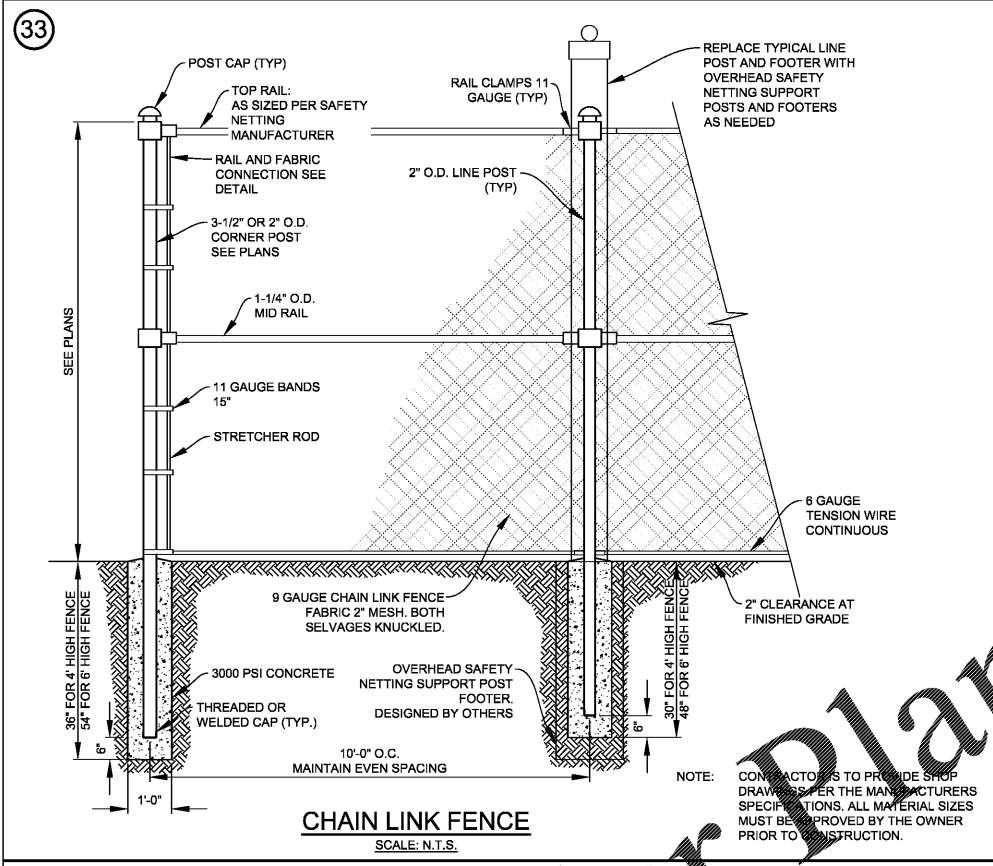 33
POST CAP (TYP)
TOP RAIL:
AS SIZED PER SAFETY
NETTING
MANUFACTURER
RAIL AND FABRIC
CONNECTION SEE
DETAIL
3-1/2" OR 2" O.D.
CORNER POST
SEE PLANS
1-1/4" O.D.
MID RAIL
11 GAUGE BANDS
15"
STRETCHER ROD
SEE PLANS
RAIL CLAMPS 11
GAUGE (TYP)
2" O.D. LINE POST
(TYP)
REPLACE TYPICAL LINE
POST AND FOOTER WITH
OVERHEAD SAFETY
NETTING SUPPORT
POSTS AND FOOTERS
AS NEEDED
6 GAUGE
TENSION WIRE
CONTINUOUS
2" CLEARANCE AT
FINISHED GRADE
9 GAUGE CHAIN LINK FENCE
FABRIC 2" MESH. BOTH
SELVAGES KNUCKLED.
36" FOR 4' HIGH FENCE
54" FOR 6' HIGH FENCE
6"
3000 PSI CONCRETE
THREADED OR
WELDED CAP (TYP.)
OVERHEAD SAFETY
NETTING SUPPORT POST
FOOTER.
DESIGNED BY OTHERS
30" FOR 4' HIGH FENCE
48" FOR 6' HIGH FENCE
6"
10'-0" O.C.
MAINTAIN EVEN SPACING
1'-0"
CHAIN LINK FENCE
SCALE: N.T.S.
NOTE: CONTRACTOR IS TO PROVIDE SHOP
DRAWINGS PER THE MANUFACTURERS
SPECIFICATIONS. ALL MATERIAL SIZES
MUST BE APPROVED BY THE OWNER
PRIOR TO CONSTRUCTION.
r Plan